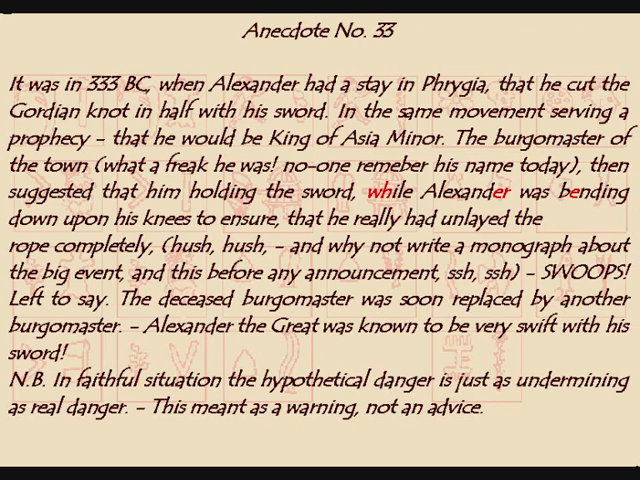 Anecdote No. 33
It was in 333 BC, when Alexander had a stay in Phrygia, that he cut the
Gordian knot in half with his sword. In the same movement serving a
prophecy - that he would be King of Asia Minor. The burgomaster of
the town (what a freak he was! no-one remeber his name today), then
suggested that him holding the sword, while Alexander was bending
down upon his knees to ensure, that he really had unlayed the
rope completely, (hush, hush, - and why not write a monograph about
the big event, and this before any announcement, ssh, ssh) - SWOOPS!
Left to say. The deceased burgomaster was soon replaced by another
burgomaster. - Alexander the Great was known to be very swift with his
sword!
N.B. In faithful situation the hypothetical danger is just as undermining
as real danger. - This meant as a warning, not an advice.